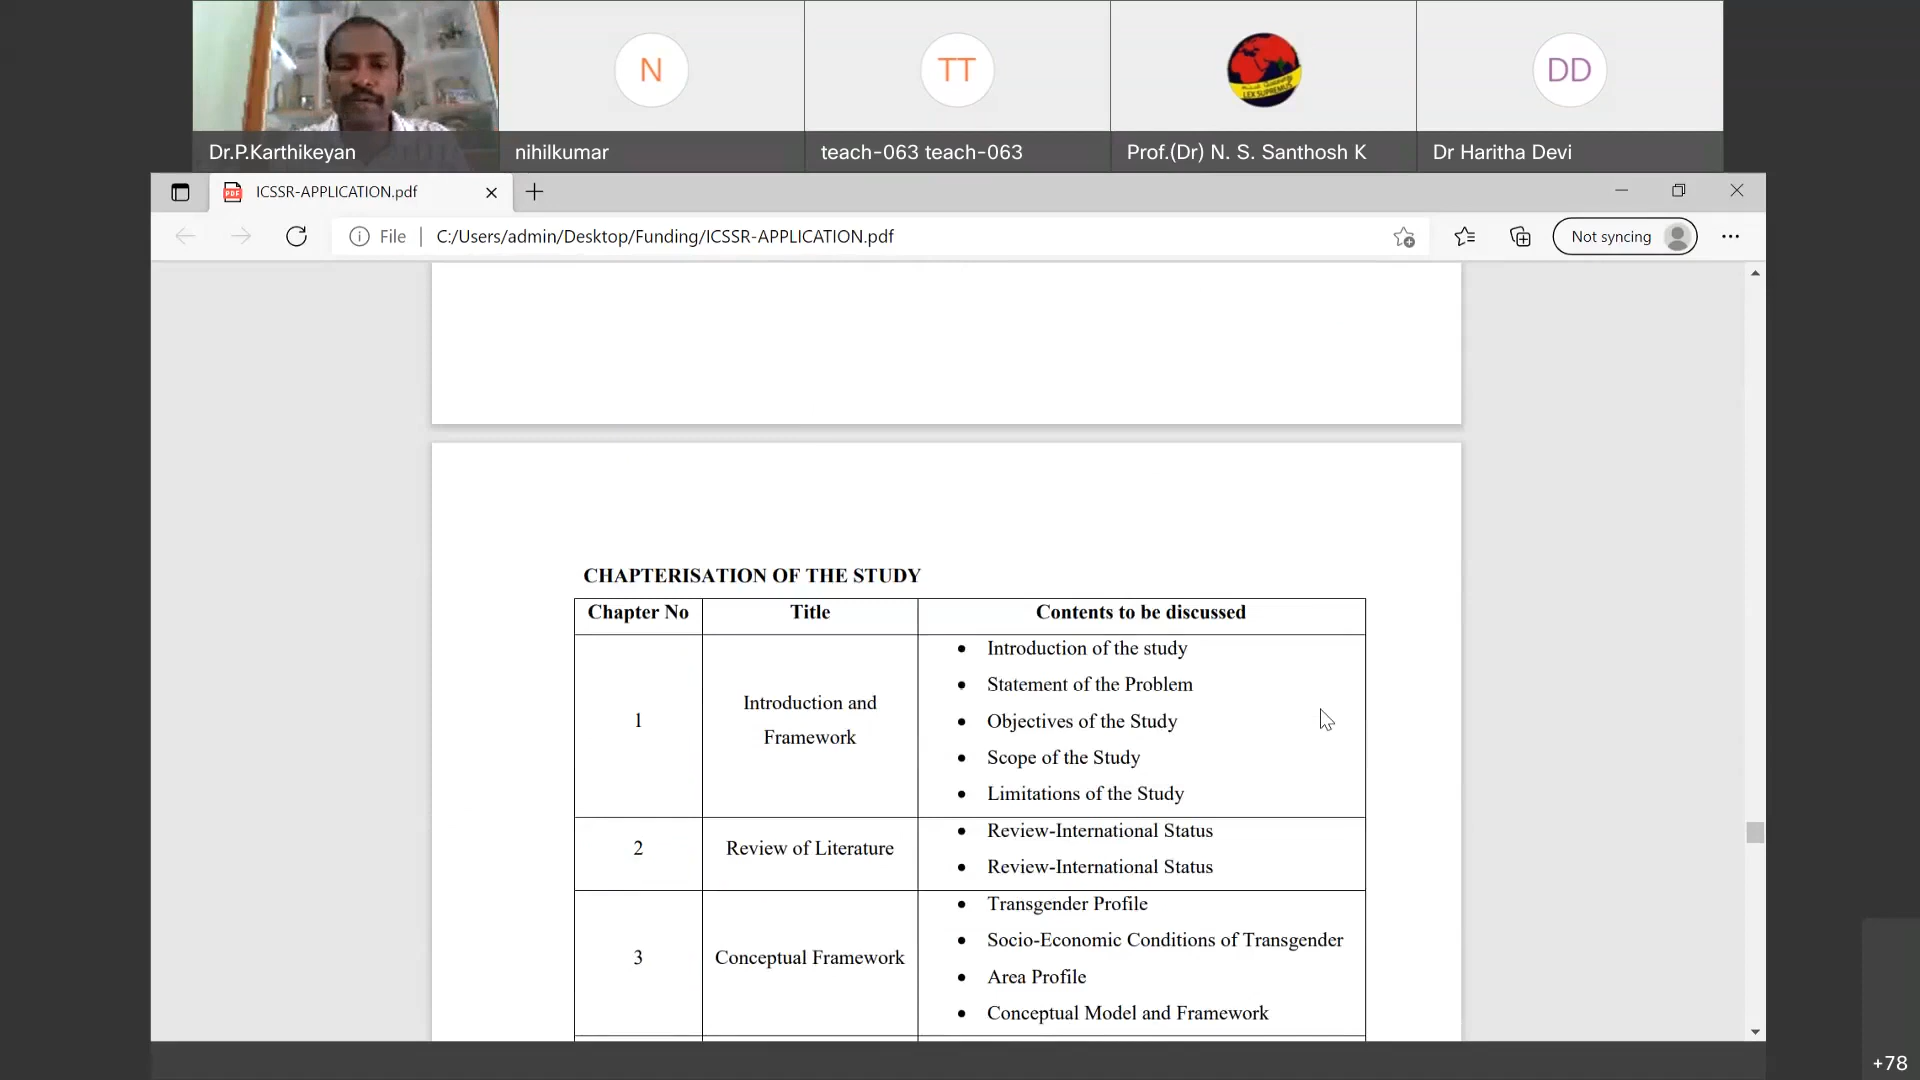 N
TT
LEX SUPREMUS
DD
Dr.P.Karthikeyan
nihilkumar
teach-063 teach-063
Prof.(Dr) N. S. Santhosh K
Dr Haritha Devi
PDF
ICSSR-APPLICATION.pdf
File
C:/Users/admin/Desktop/Funding/ICSSR-APPLICATION.pdf
Not syncing
CHAPTERISATION OF THE STUDY
Chapter No Title Contents to be discussed
1
Introduction and
Framework
• Introduction of the study
• Statement of the Problem
• Objectives of the Study
• Scope of the Study
• Limitations of the Study
2
Review of Literature
• Review-International Status
• Review-International Status
3
Conceptual Framework
• Transgender Profile
• Socio-Economic Conditions of Transgender
• Area Profile
• Conceptual Model and Framework
+78